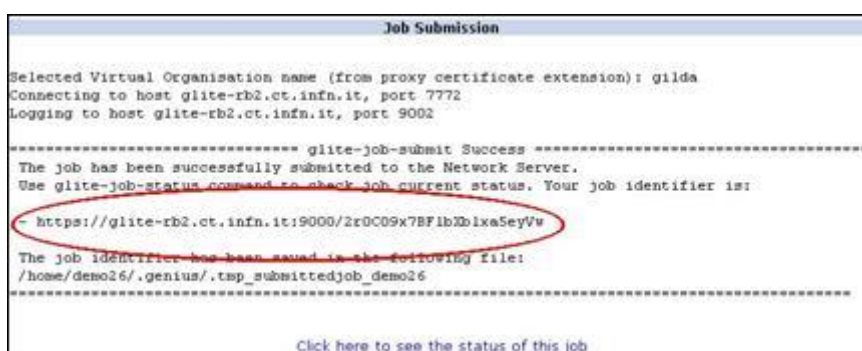 Job Submission
Selected Virtual Organisation name (from proxy certificate extension): gilda
Connecting to host glite-rb2.ct.infn.it, port 7772
Logging to host glite-rb2.ct.infn.it, port 9002
================================ glite-job-submit Success ================================
The job has been successfully submitted to the Network Server.
Use glite-job-status command to check job current status. Your job identifier is:
- https://glite-rb2.ct.infn.it:9000/
The job identifier has been saved in the following file:
/home/demo26/.genius/.tmp_submittedjob_demo26
==========================================================================================
Click here to see the status of this job